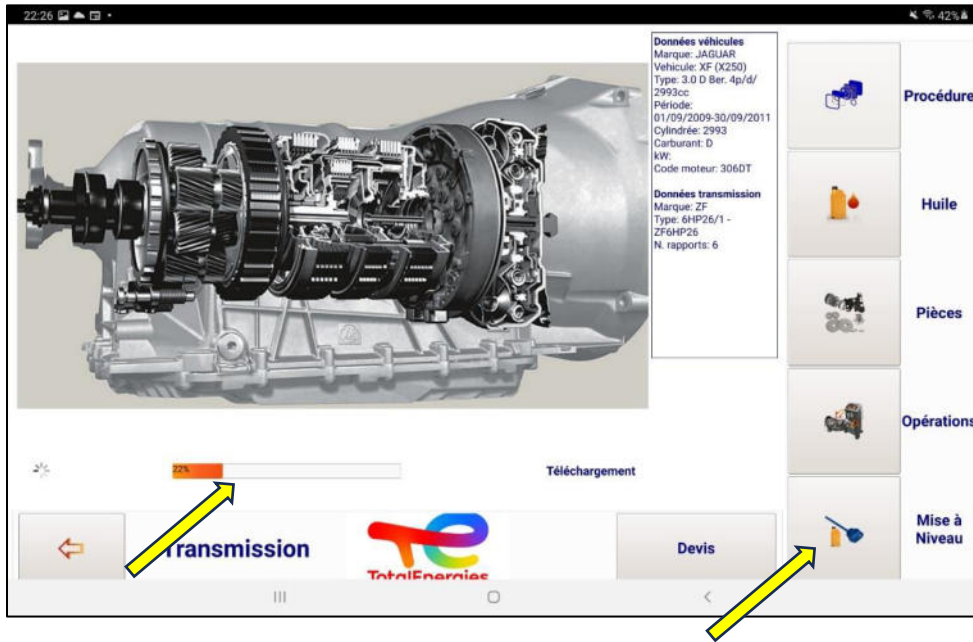 22:26
42%
Données véhicules
Marque: JAGUAR
Vehicule: XF (X250)
Type: 3.0 D Ber. 4p/d/
2993cc
Période:
01/09/2009-30/09/2011
Cylindrée: 2993
Carburant: D
kW:
Code moteur: 306DT
Données transmission
Marque: ZF
Type: 6HP26/1 -
ZF6HP26
N. rapports: 6
Procédure
Huile
Pièces
Opérations
Mise à
Niveau
22%
Téléchargement
Transmission
TotalEnergies
Devis